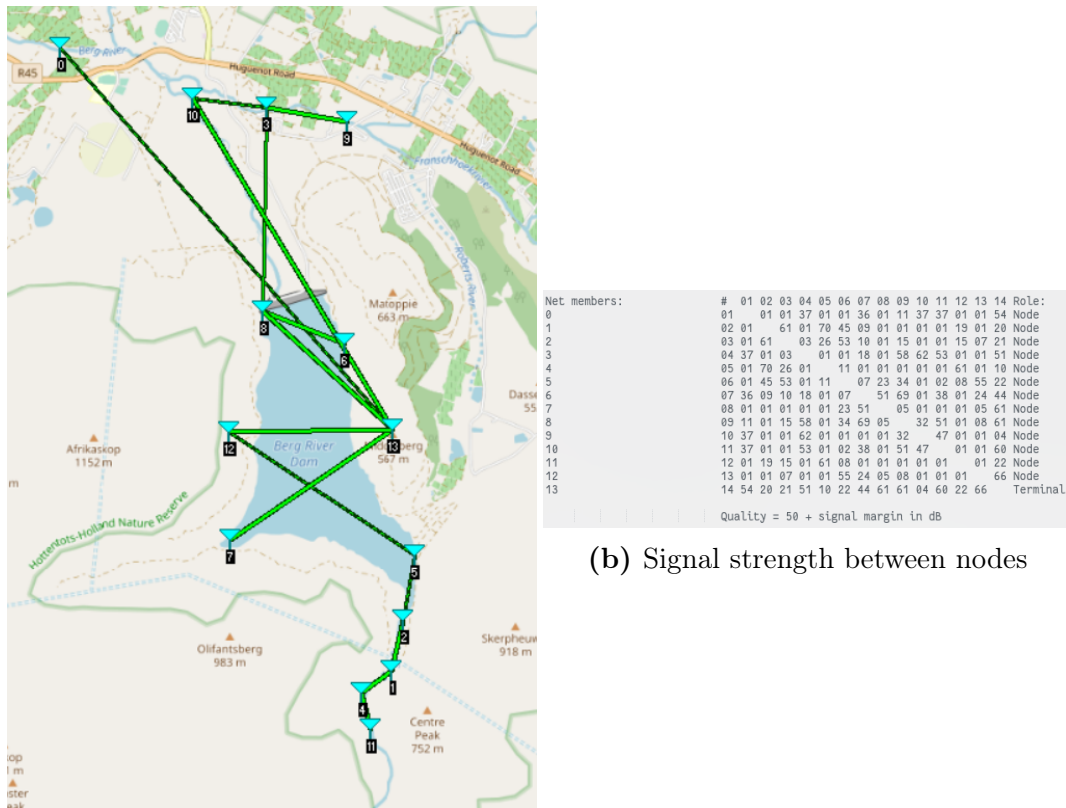 0
Berg River
R45
Huguenot Road
10
3
9
Franschhoek River
Huguenot Road
Roberts River
8
Matoppie
663 m
6
Dasse
55
12
13
567 m
Berg River
Dam
Afrikaskop
1152 m
m
Hottentots-Holland Nature Reserve
7
5
2
Olifantsberg
983 m
Skerpheuw
918 m
1
4
11
Centre
Peak
752 m
op
1 m
ster
eak
Net members: # 01 02 03 04 05 06 07 08 09 10 11 12 13 14 Role:
0 01 01 01 37 01 01 36 01 11 37 37 01 01 54 Node
1 02 01 61 01 70 45 09 01 01 01 01 19 01 20 Node
2 03 01 61 03 26 53 10 01 15 01 01 15 07 21 Node
3 04 37 01 03 01 01 18 01 58 62 53 01 01 51 Node
4 05 01 70 26 01 11 01 01 01 01 01 61 01 10 Node
5 06 01 45 53 01 11 07 23 34 01 02 08 55 22 Node
6 07 36 09 10 18 01 07 51 69 01 38 01 24 44 Node
7 08 01 01 01 01 01 23 51 05 01 01 01 05 61 Node
8 09 11 01 15 58 01 34 69 05 32 51 01 08 61 Node
9 10 37 01 01 62 01 01 01 01 32 47 01 01 04 Node
10 11 37 01 01 53 01 02 38 01 51 47 01 01 60 Node
11 12 01 19 15 01 61 08 01 01 01 01 01 01 22 Node
12 13 01 01 07 01 01 55 24 05 08 01 01 01 66 Node
13 14 54 20 21 51 10 22 44 61 61 04 60 22 66 Terminal
Quality = 50 + signal margin in dB
(b) Signal strength between nodes